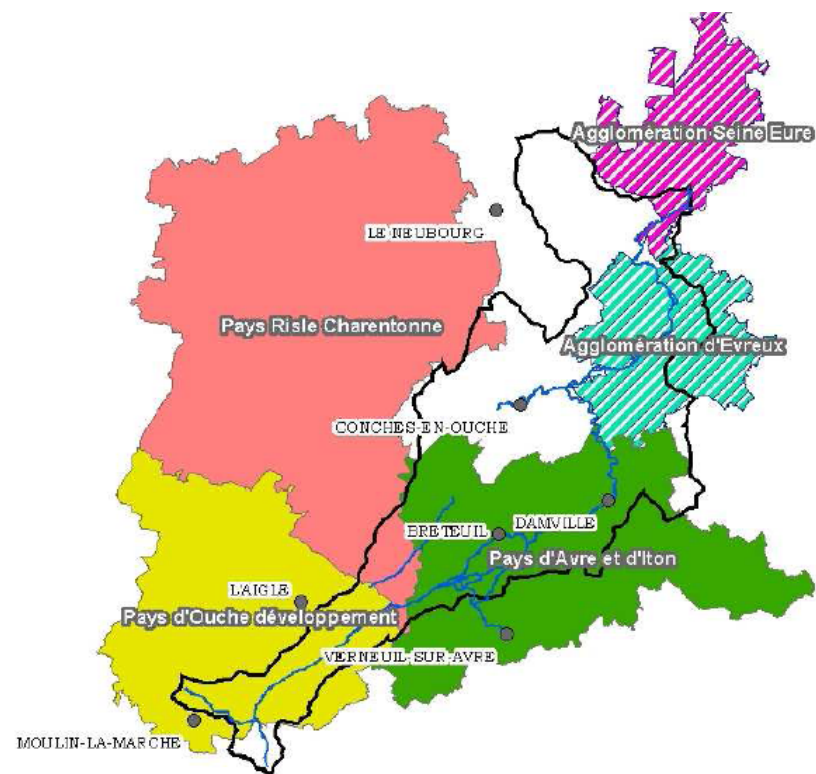 Agglomération Seine Eure
LE NEUBOURG
Pays Risle Charentonne
Agglomération d'Evreux
CONCHES-EN-OUCHE
BRETEUIL
DAMVILLE
Pays d'Avre et d'Iton
L'AIGLE
Pays d'Ouche développement
VERNEUIL-SUR-AVRE
MOULIN-LA-MARCHE